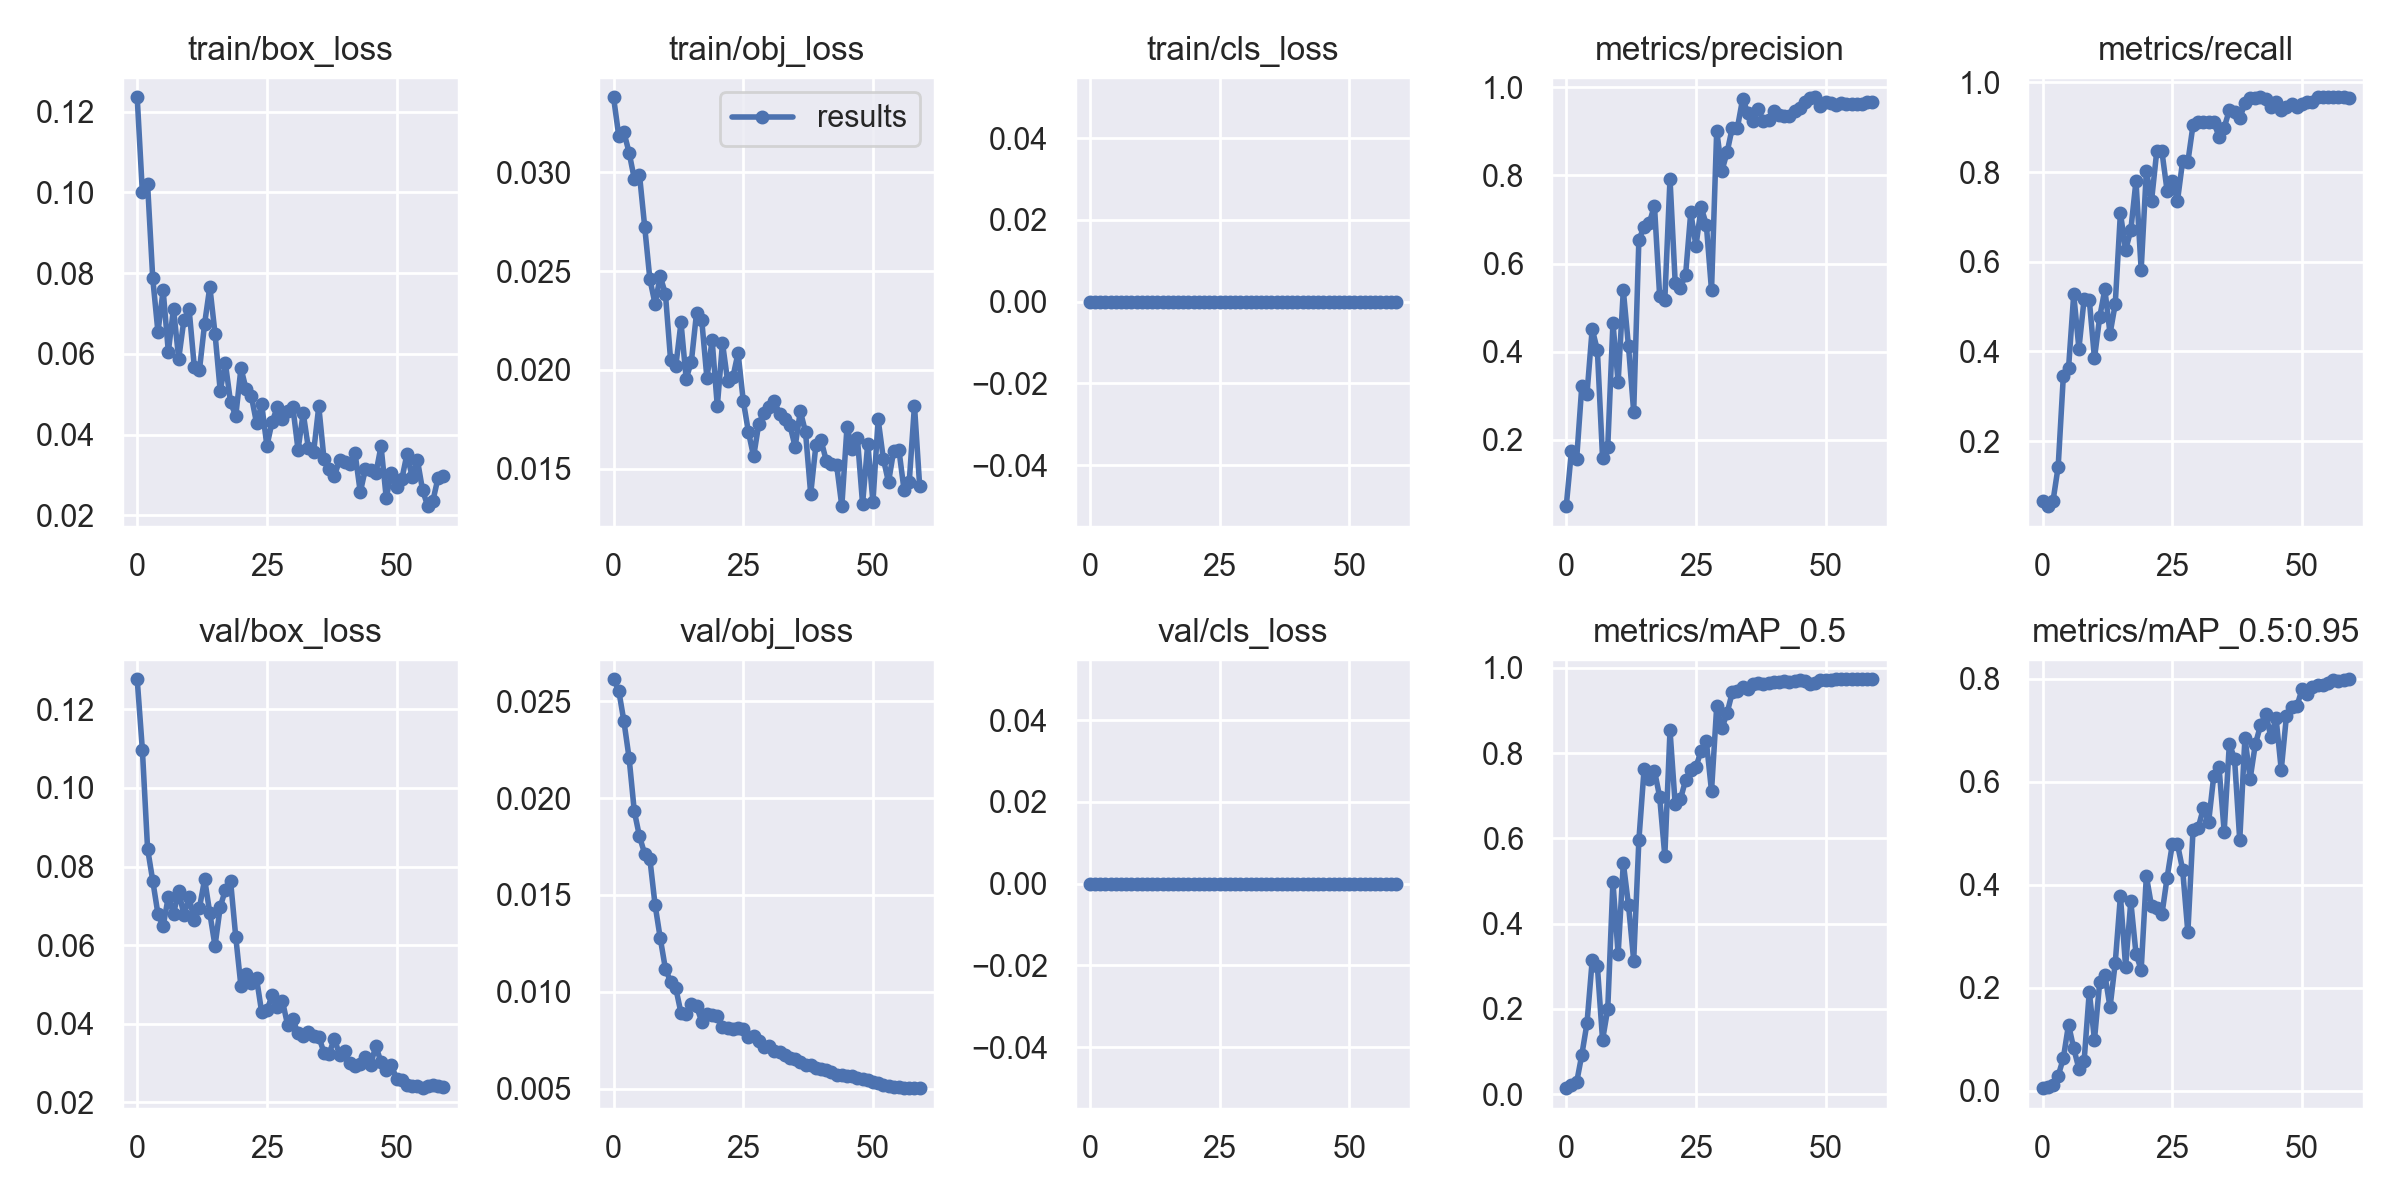 train/box_loss
0.12
0.10
0.08
0.06
0.04
0.02
0 25 50
train/obj_loss
results
0.030
0.025
0.020
0.015
0 25 50
train/cls_loss
0.04
0.02
0.00
−0.02
−0.04
0 25 50
metrics/precision
1.0
0.8
0.6
0.4
0.2
0 25 50
metrics/recall
1.0
0.8
0.6
0.4
0.2
0 25 50
val/box_loss
0.12
0.10
0.08
0.06
0.04
0.02
0 25 50
val/obj_loss
0.025
0.020
0.015
0.010
0.005
0 25 50
val/cls_loss
0.04
0.02
0.00
−0.02
−0.04
0 25 50
metrics/mAP_0.5
1.0
0.8
0.6
0.4
0.2
0.0
0 25 50
metrics/mAP_0.5:0.95
0.8
0.6
0.4
0.2
0.0
0 25 50